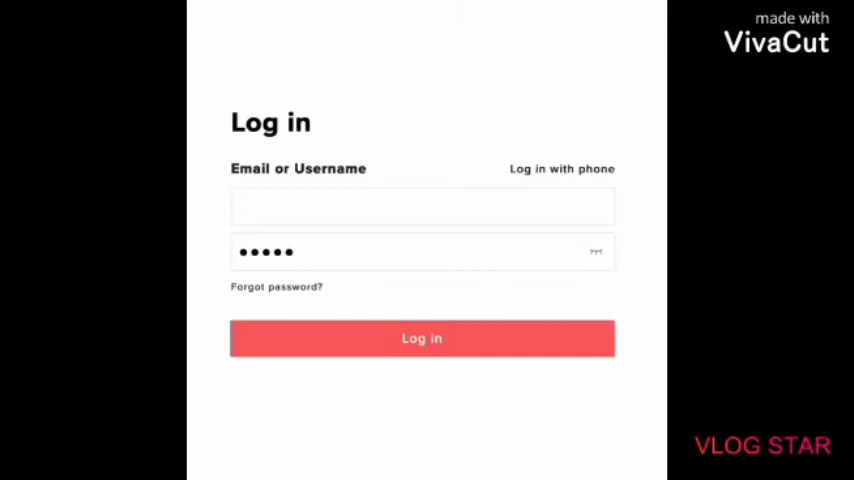 made with
VivaCut
Log in
Email or Username
Log in with phone
•••••
Forgot password?
Log in
VLOG STAR